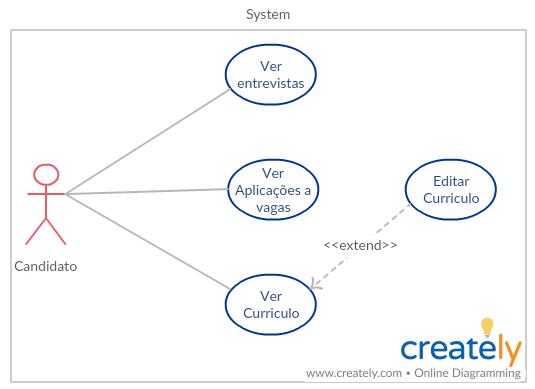 System
Ver
entrevistas
Ver
Aplicações a
vagas
Editar
Curriculo
<<extend>>
Candidato
Ver
Curriculo
creately
www.creately.com • Online Diagramming